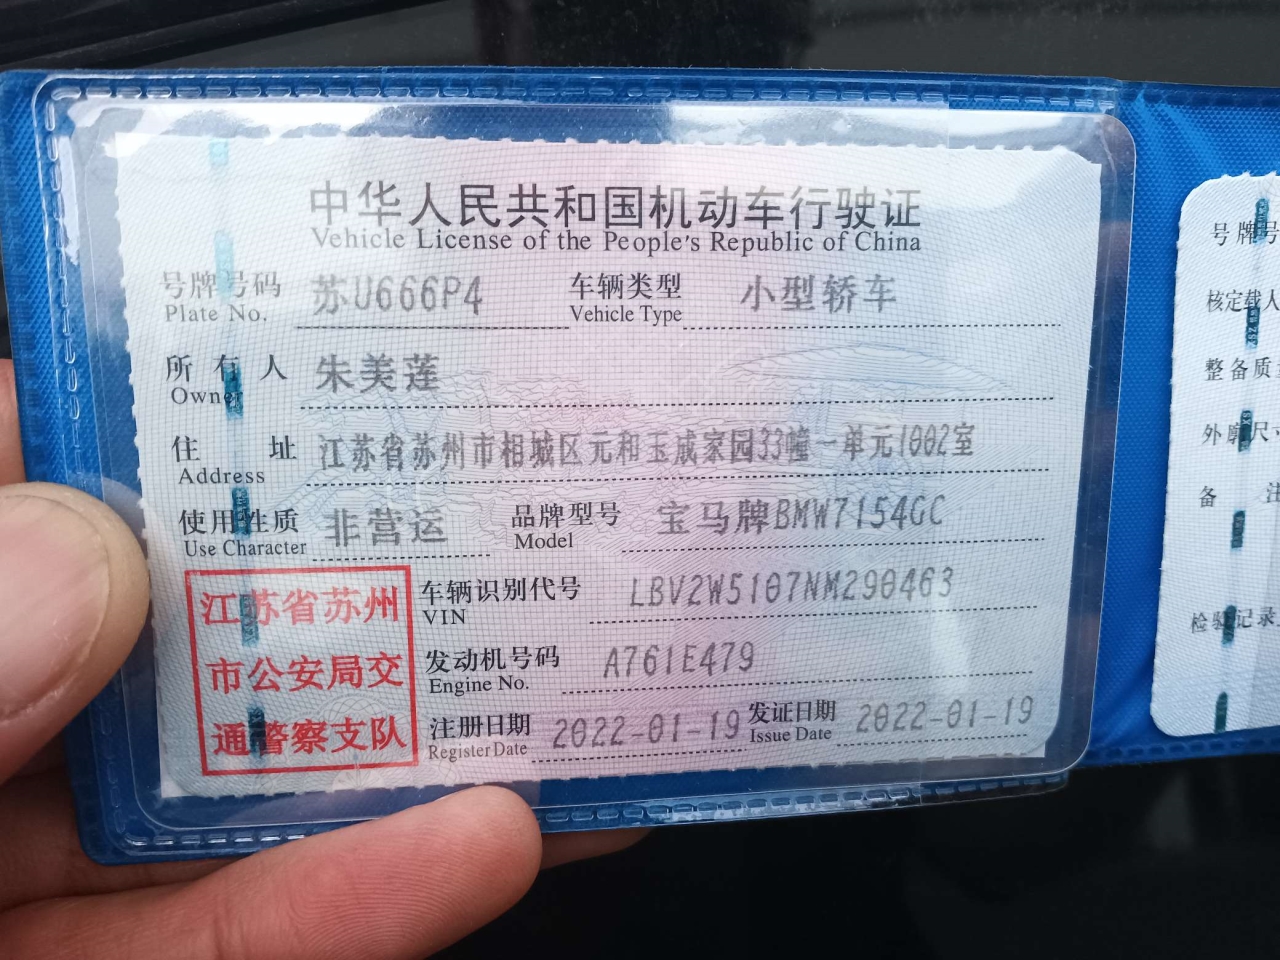 中华人民共和国机动车行驶证
Vehicle License of the People's Republic of China
号牌号码 苏U666P4 车辆类型 小型轿车
Plate No. Vehicle Type
所有人 朱美莲
Owner
住址 江苏省苏州市相城区元和玉成家园33幢一单元1002室
Address
使用性质 非营运 品牌型号 宝马牌BMW7154GC
Use Character Model
江苏省苏州
市公安局交
通警察支队
车辆识别代号 LBV2W5107NM290463
VIN
发动机号码 A761E479
Engine No.
注册日期 2022-01-19 发证日期 2022-01-19
Register Date Issue Date
号牌号
核定载人
整备质
外廓尺寸
备注
检验记录